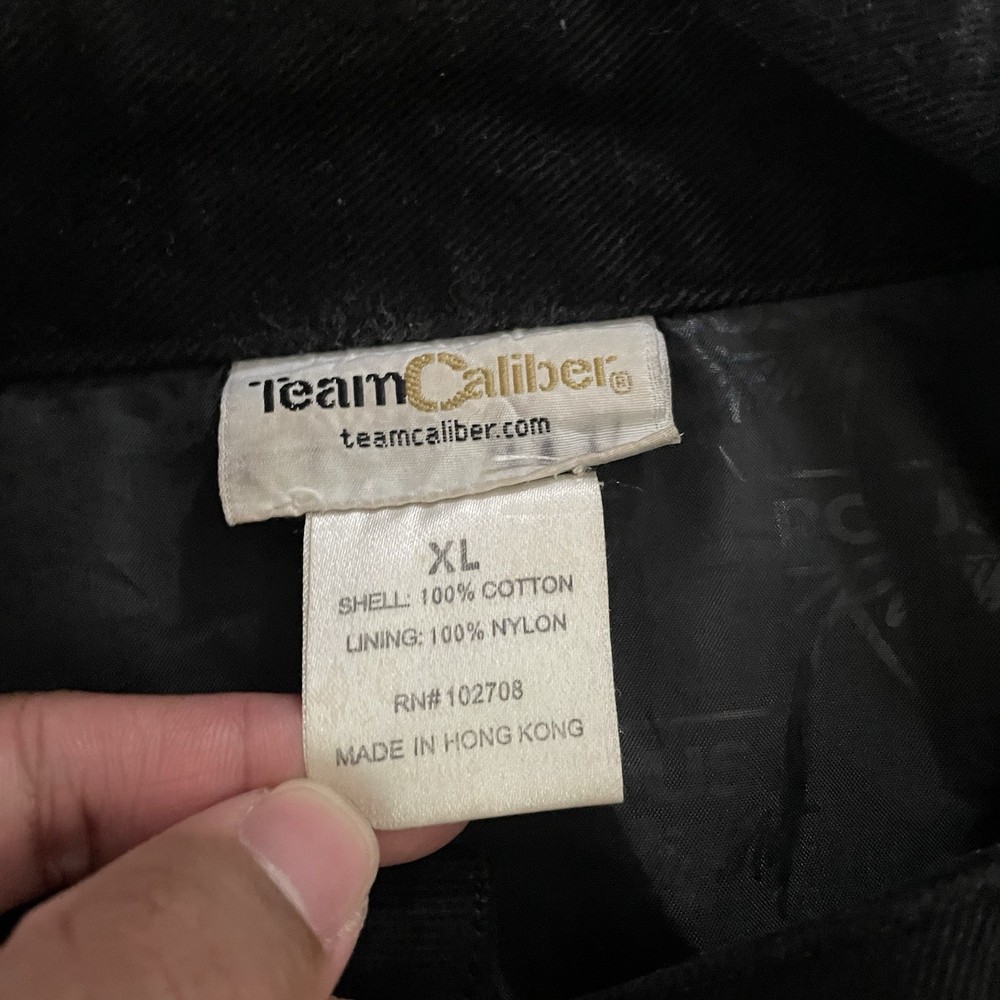 TeamCaliber®
teamcaliber.com
XL
SHELL: 100% COTTON
LINING: 100% NYLON
RN# 102708
MADE IN HONG KONG